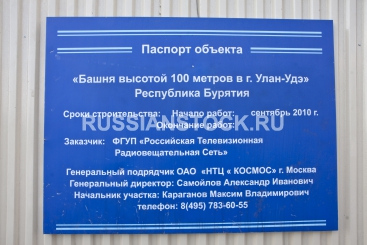 Паспорт объекта
«Башня высотой 100 метров в г. Улан-Удэ»
Республика Бурятия
Сроки строительства: Начало работ: сентябрь 2010 г.
RUSSIANSTOCK.RU
Окончание работ:
Заказчик: ФГУП «Российская Телевизионная
Радиовещательная Сеть»
Генеральный подрядчик ОАО «НТЦ « КОСМОС» г. Москва
Генеральный директор: Самойлов Александр Иванович
Начальник участка: Караганов Максим Владимирович
телефон: 8(495) 783-60-55